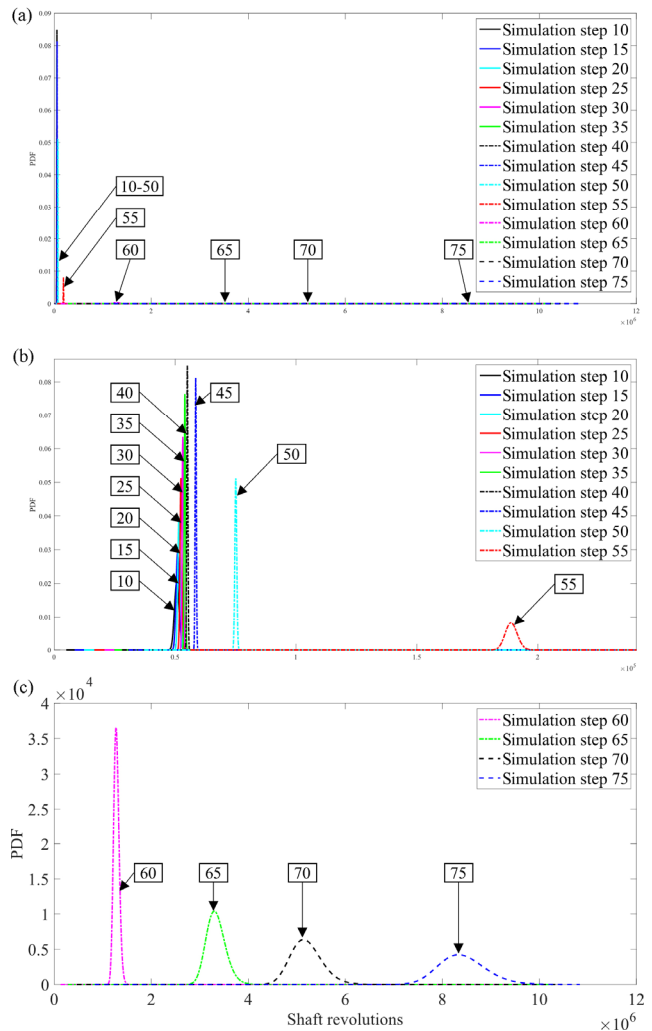 (a)
0.09
0.08
0.07
0.06
0.05
0.04
0.03
0.02
0.01
0
PDF
10-50
55
60
65
70
75
Simulation step 10
Simulation step 15
Simulation step 20
Simulation step 25
Simulation step 30
Simulation step 35
Simulation step 40
Simulation step 45
Simulation step 50
Simulation step 55
Simulation step 60
Simulation step 65
Simulation step 70
Simulation step 75
0 2 4 6 8 10 12
×10⁶
(b)
0.08
0.07
0.06
0.05
0.04
0.03
0.02
0.01
0
PDF
40
35
30
25
20
15
10
45
50
55
Simulation step 10
Simulation step 15
Simulation step 20
Simulation step 25
Simulation step 30
Simulation step 35
Simulation step 40
Simulation step 45
Simulation step 50
Simulation step 55
0 0.5 1 1.5 2
×10⁵
(c)
×10⁴
4
3.5
3
2.5
2
1.5
1
0.5
0
PDF
60
65
70
75
Simulation step 60
Simulation step 65
Simulation step 70
Simulation step 75
0 2 4 6 8 10 12
Shaft revolutions
×10⁶